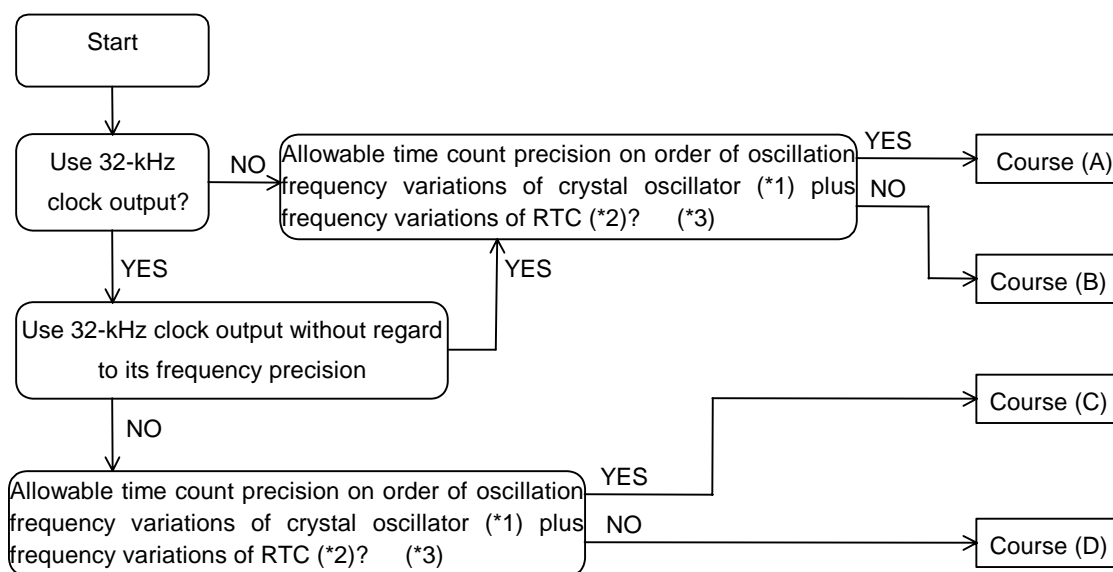 Start
Use 32-kHz
clock output?
NO
Allowable time count precision on order of oscillation
frequency variations of crystal oscillator (*1) plus
frequency variations of RTC (*2)? (*3)
YES
Course (A)
NO
Course (B)
YES
YES
Use 32-kHz clock output without regard
to its frequency precision
NO
Course (C)
Allowable time count precision on order of oscillation
frequency variations of crystal oscillator (*1) plus
frequency variations of RTC (*2)? (*3)
YES
NO
Course (D)